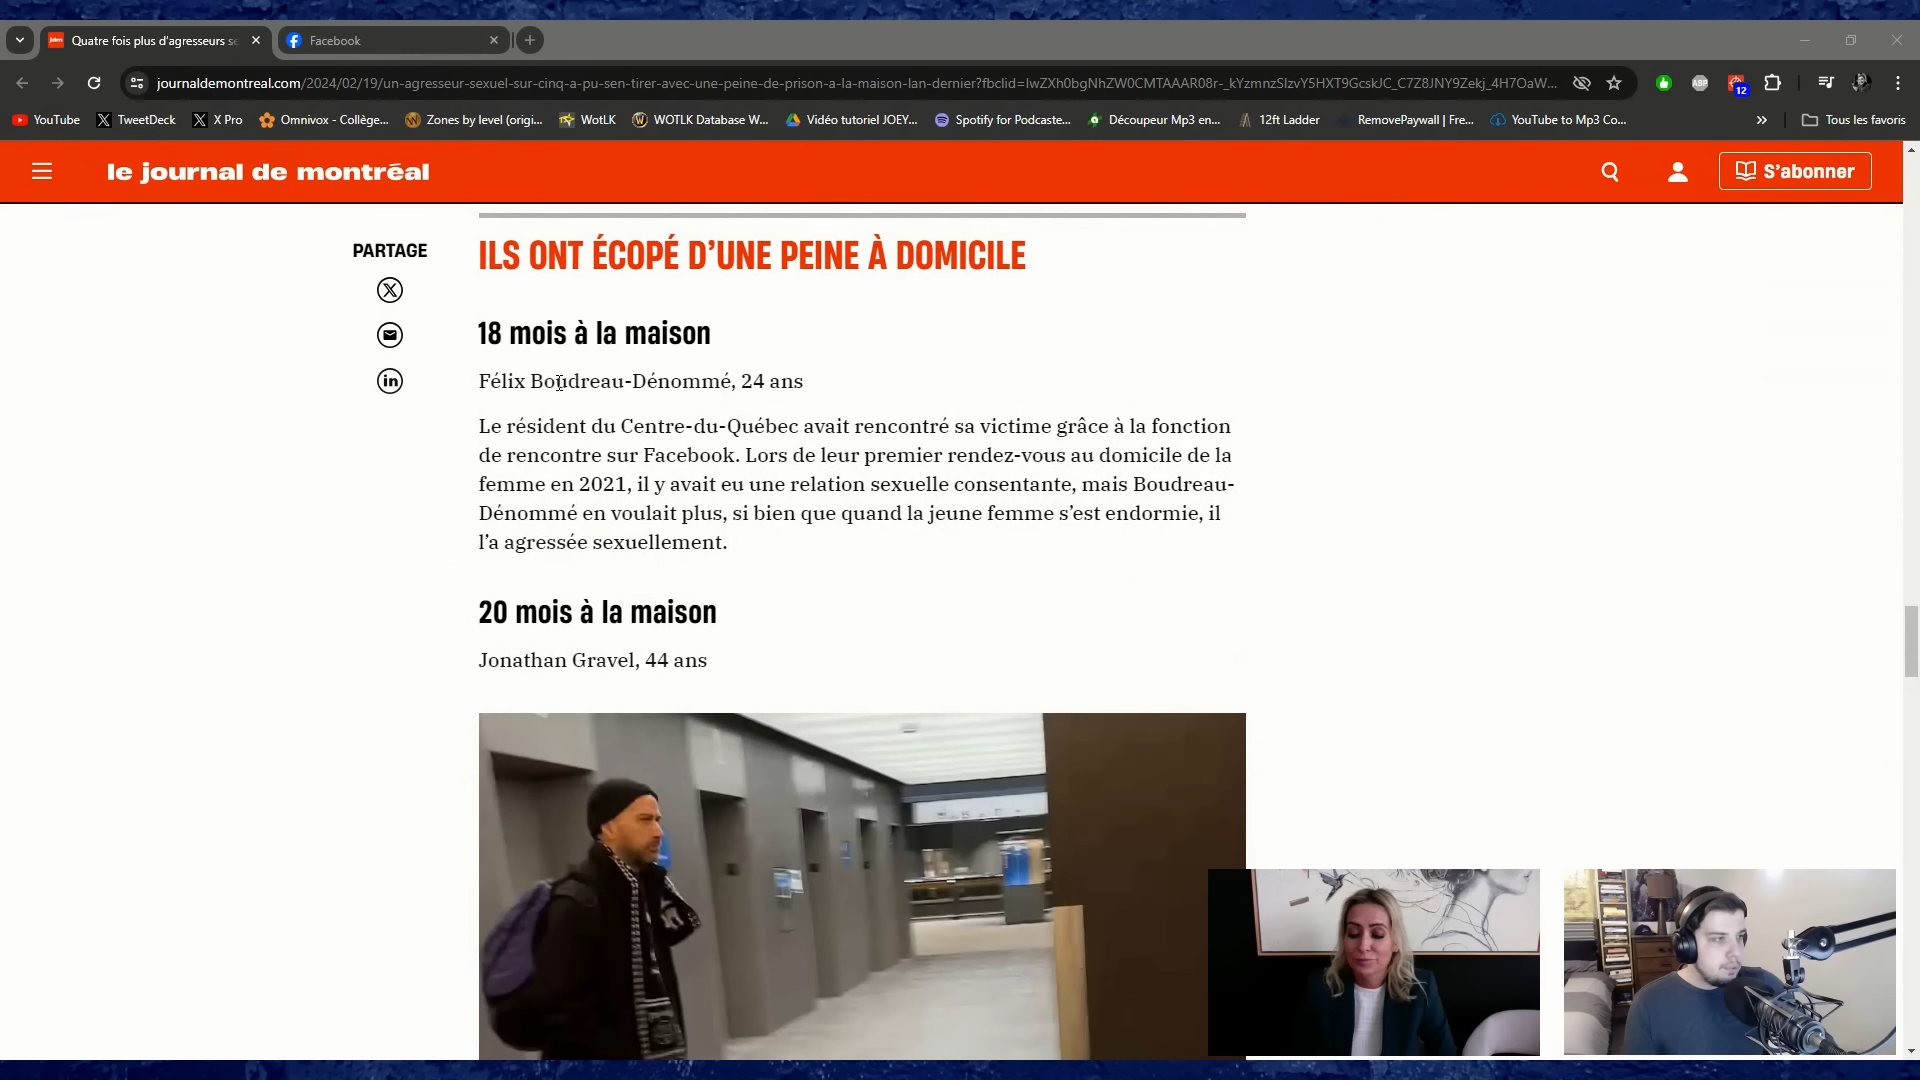 Quatre fois plus d'agresseurs se
Facebook
journaldemontreal.com/2024/02/19/un-agresseur-sexuel-sur-cinq-a-pu-sen-tirer-avec-une-peine-de-prison-a-la-maison-lan-dernier?fbclid=IwZXh0bgNhZW0CMTAAAR08r-_kYzmnzSlzvY5HXT9GcskJC_C7Z8JNY9Zekj_4H7OaW...
ABP
12
YouTube
TweetDeck
X Pro
Omnivox - Collège...
Zones by level (origi...
WotLK
WOTLK Database W...
Vidéo tutoriel JOEY...
Spotify for Podcaste...
Découpeur Mp3 en...
12ft Ladder
RemovePaywall | Fre...
YouTube to Mp3 Co...
Tous les favoris
le journal de montréal
S'abonner
PARTAGE
ILS ONT ÉCOPÉ D'UNE PEINE À DOMICILE
18 mois à la maison
Félix Boudreau-Dénommé, 24 ans
Le résident du Centre-du-Québec avait rencontré sa victime grâce à la fonction
de rencontre sur Facebook. Lors de leur premier rendez-vous au domicile de la
femme en 2021, il y avait eu une relation sexuelle consentante, mais Boudreau-
Dénommé en voulait plus, si bien que quand la jeune femme s'est endormie, il
l'a agressée sexuellement.
20 mois à la maison
Jonathan Gravel, 44 ans